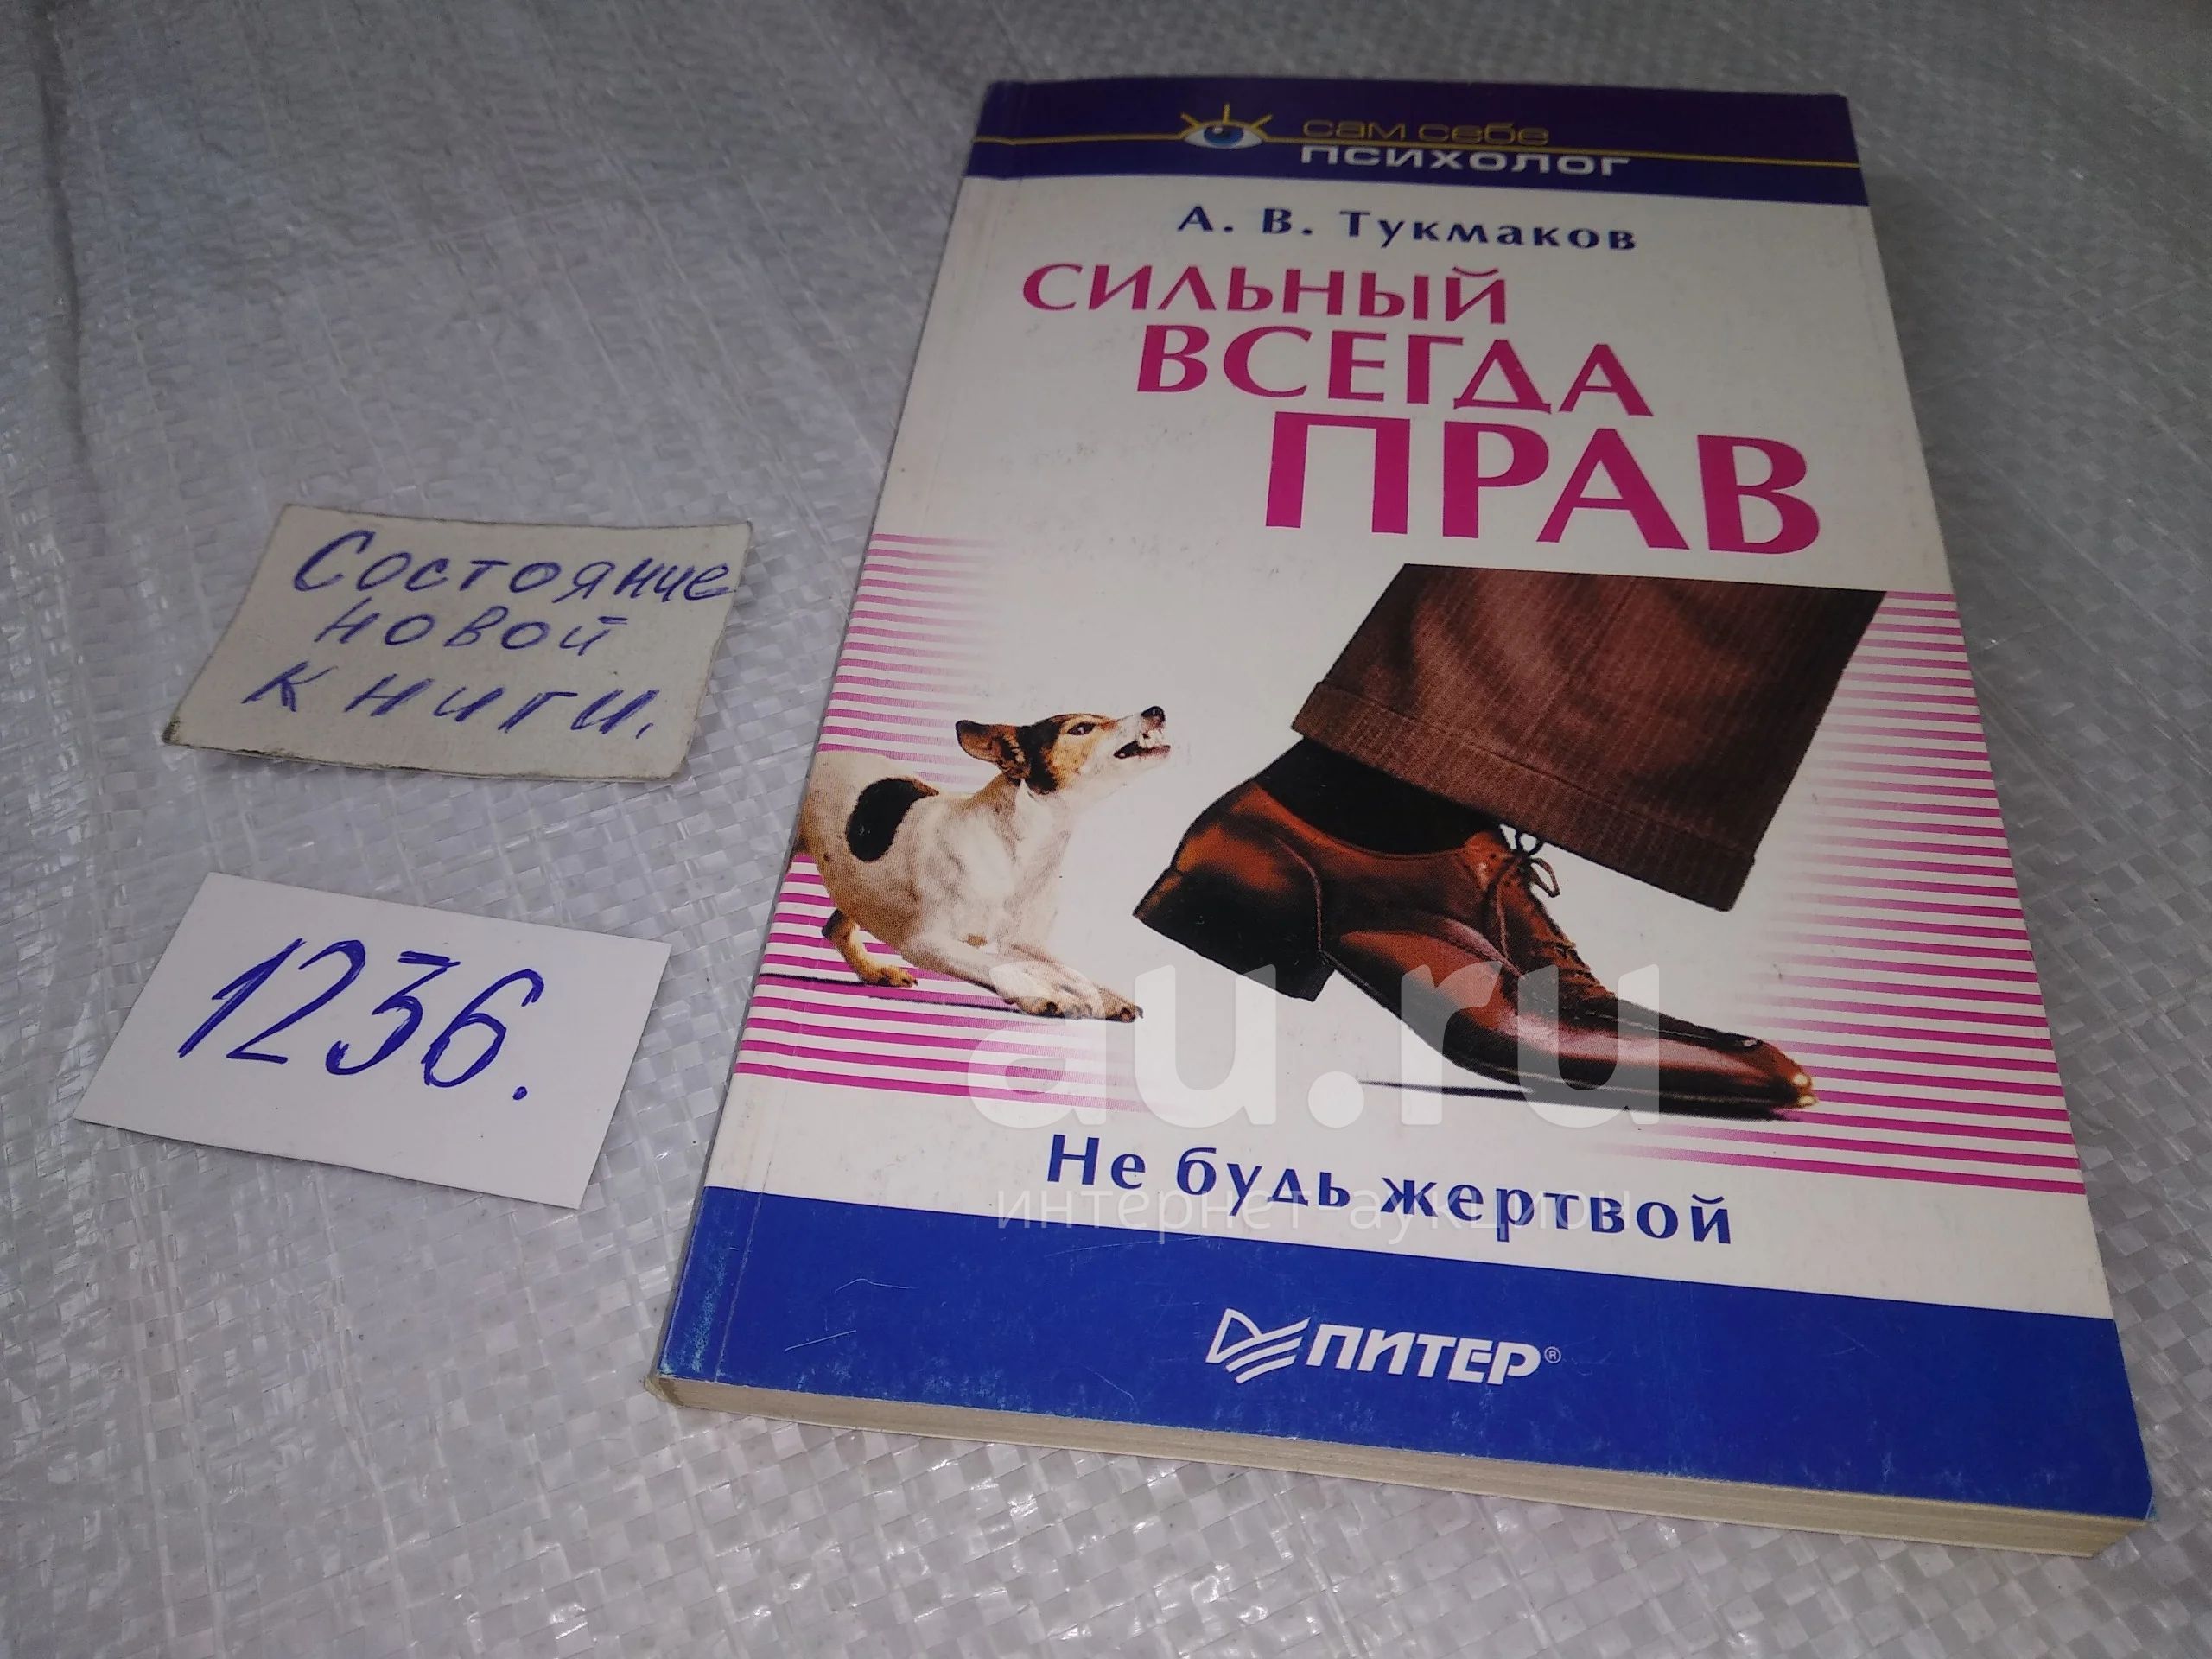 сам себе
психолог
А. В. Тукмаков
СИЛЬНЫЙ
ВСЕГДА
ПРАВ
Состояние
новой
книги.
1236.
au.ru
интернет-аукцион
Не будь жертвой
ПИТЕР®